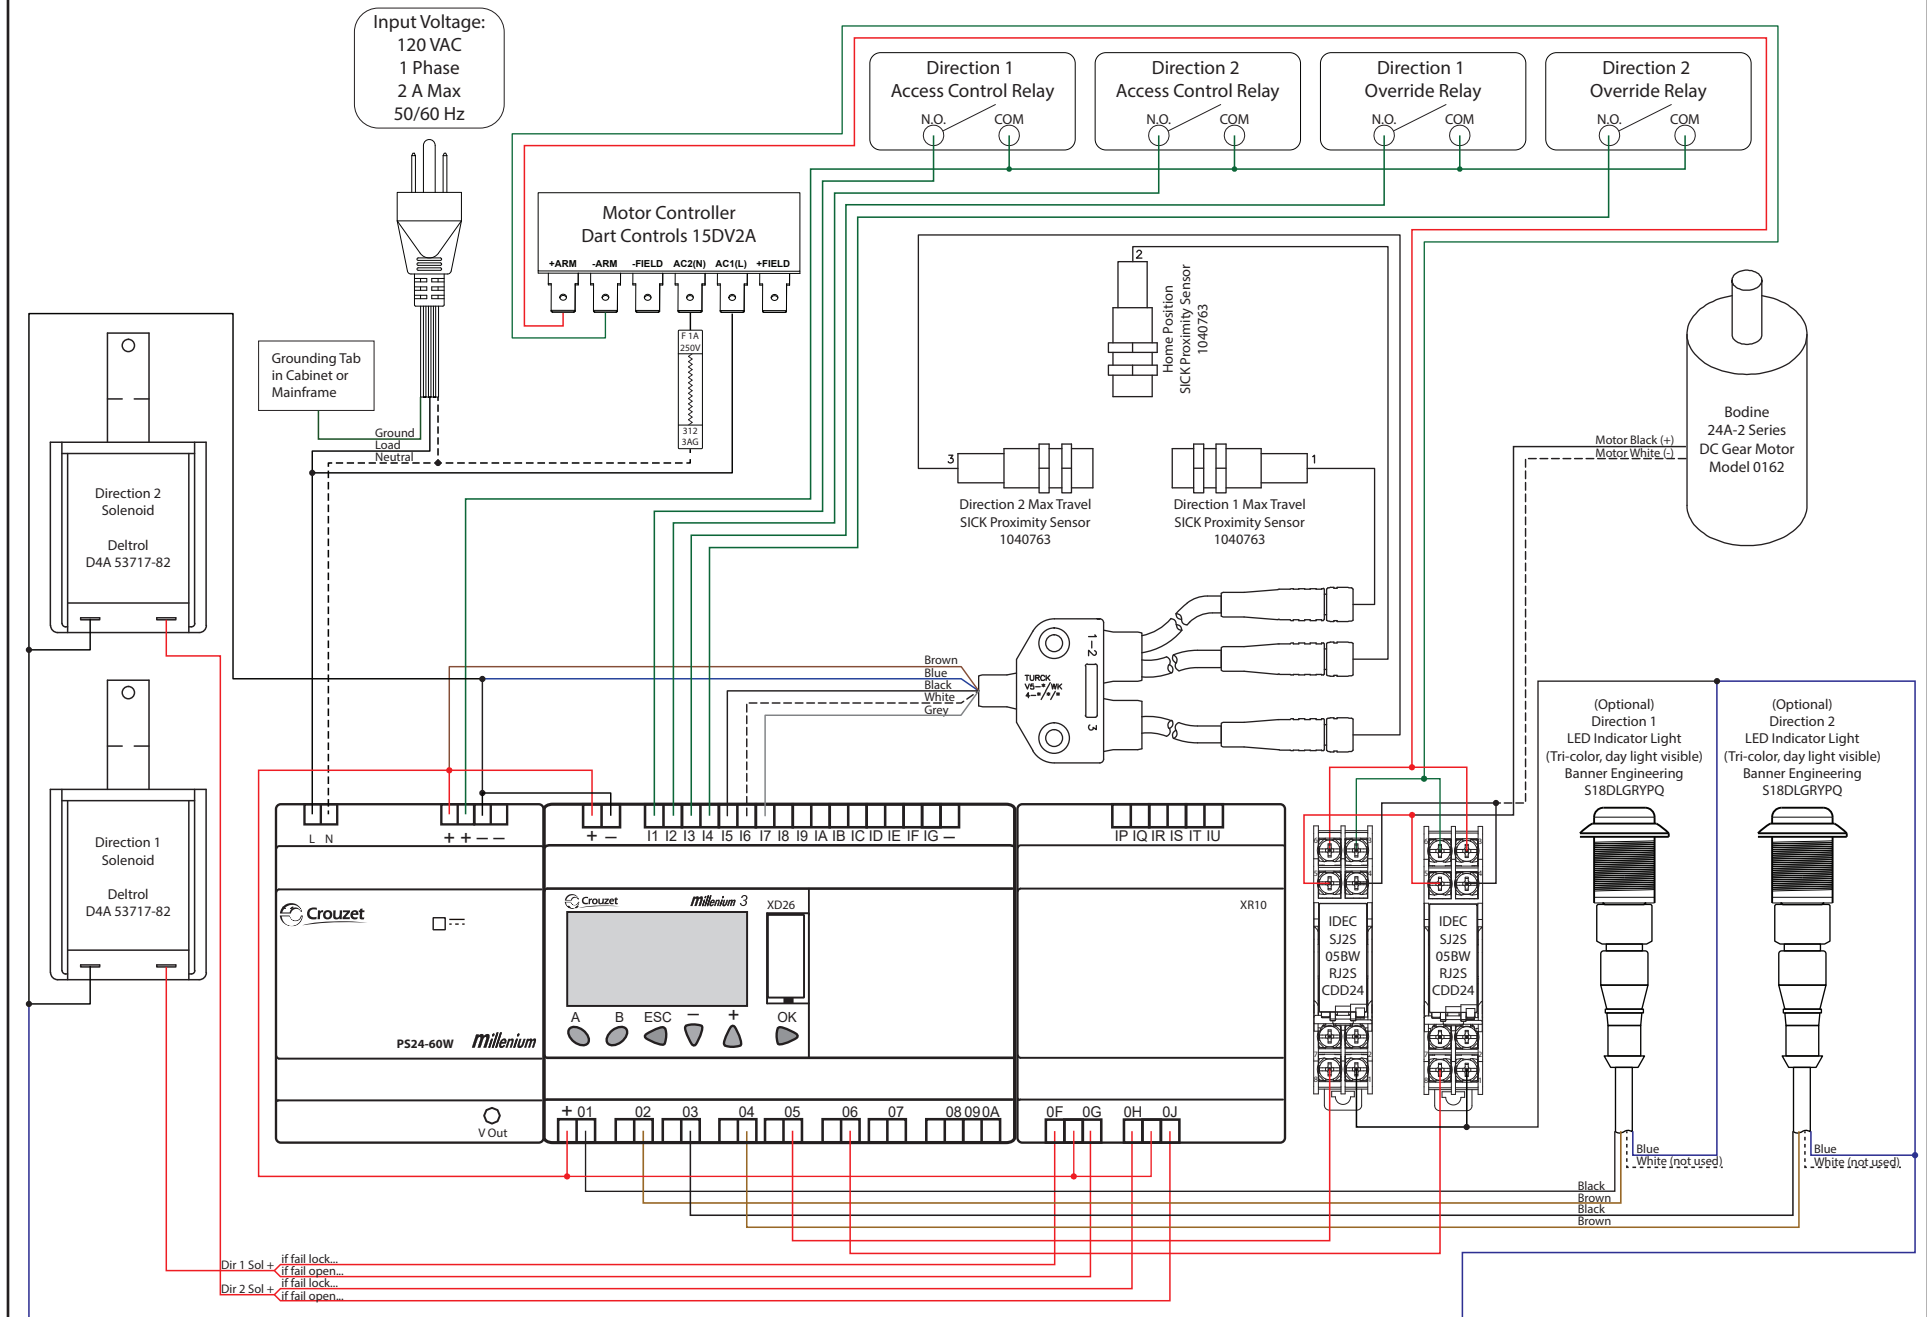 Input Voltage:
120 VAC
1 Phase
2 A Max
50/60 Hz
Direction 1
Access Control Relay
N.O. COM
Direction 2
Access Control Relay
N.O. COM
Direction 1
Override Relay
N.O. COM
Direction 2
Override Relay
N.O. COM
Motor Controller
Dart Controls 15DV2A
+ARM -ARM -FIELD AC2(N) AC1(L) +FIELD
F 1A
250V
312
3AG
Grounding Tab
in Cabinet or
Mainframe
Ground
Load
Neutral
2
Home Position
SICK Proximity Sensor
1040763
3
Direction 2 Max Travel
SICK Proximity Sensor
1040763
1
Direction 1 Max Travel
SICK Proximity Sensor
1040763
Bodine
24A-2 Series
DC Gear Motor
Model 0162
Motor Black (+)
Motor White (-)
Direction 2
Solenoid
Deltrol
D4A 53717-82
Direction 1
Solenoid
Deltrol
D4A 53717-82
Brown
Blue
Black
White
Grey
TURCK
V5-*/WK
4-*/*/*
1-2
3
(Optional)
Direction 1
LED Indicator Light
(Tri-color, day light visible)
Banner Engineering
S18DLGRYPQ
(Optional)
Direction 2
LED Indicator Light
(Tri-color, day light visible)
Banner Engineering
S18DLGRYPQ
L N
+ + - -
+ -
I1 I2 I3 I4 I5 I6 I7 I8 I9 IA IB IC ID IE IF IG -
IP IQ IR IS IT IU
Crouzet
PS24-60W Millenium
V Out
Crouzet Millenium 3
XD26
A B ESC - + OK
XR10
IDEC
SJ2S
05BW
RJ2S
CDD24
IDEC
SJ2S
05BW
RJ2S
CDD24
+ 01 02 03 04 05 06 07 08 09 0A
0F 0G 0H 0J
Blue
White (not used)
Blue
White (not used)
Black
Brown
Black
Brown
Dir 1 Sol +
if fail lock...
if fail open...
Dir 2 Sol +
if fail lock...
if fail open...